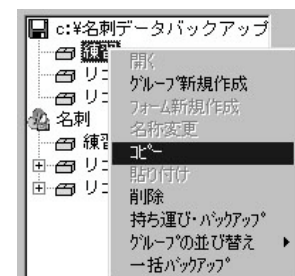 c:¥名刺データバックアップ
練習
リコ
リコ
名刺
練習
リコ
リコ
開く
ｸﾞﾙｰﾌﾟ新規作成
ﾌｫｰﾑ新規作成
名称変更
ｺﾋﾟｰ
貼り付け
削除
持ち運び・ﾊﾞｯｸｱｯﾌﾟ
ｸﾞﾙｰﾌﾟの並び替え
一括ﾊﾞｯｸｱｯﾌﾟ